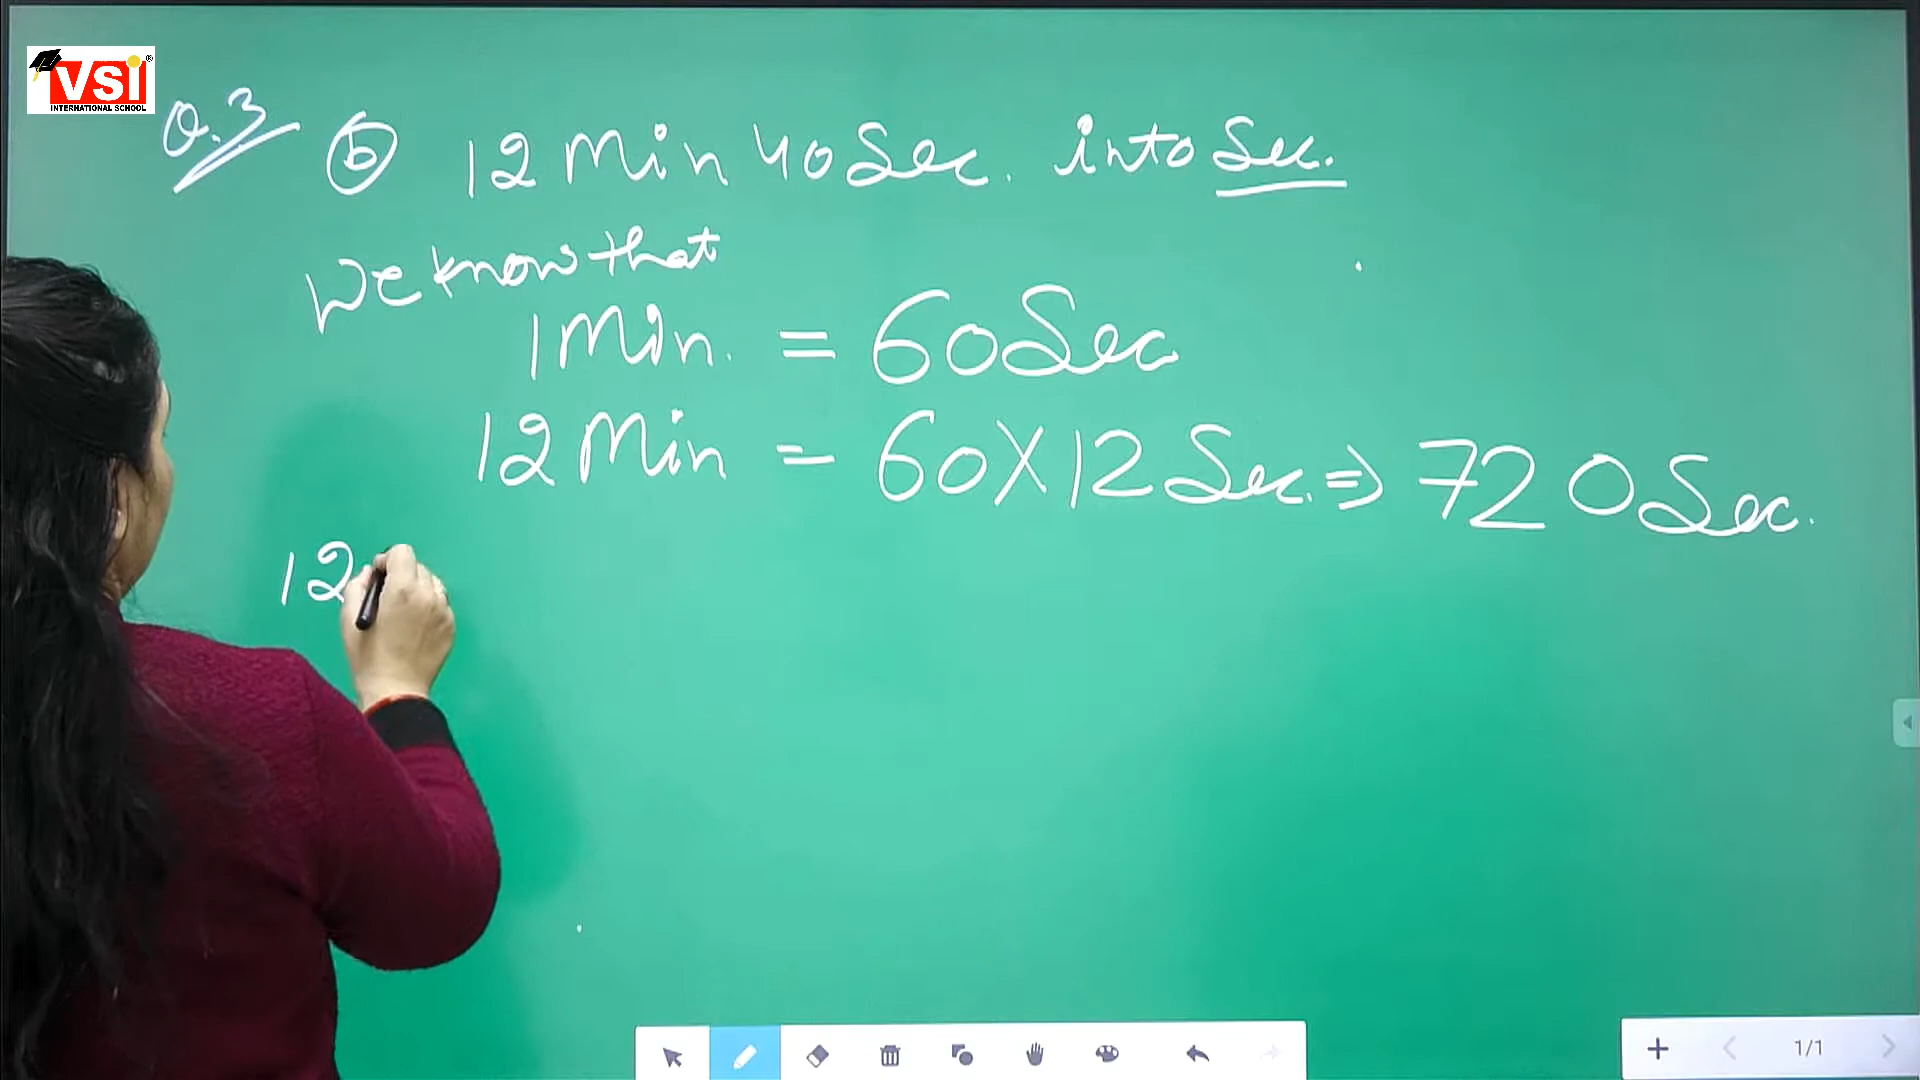 VSI
INTERNATIONAL SCHOOL
Q.3 (b) 12 Min 40 Sec. into Sec.
We know that
1 Min. = 60 Sec
12 Min = 60 X 12 Sec. ⇒ 720 Sec.
12
1/1